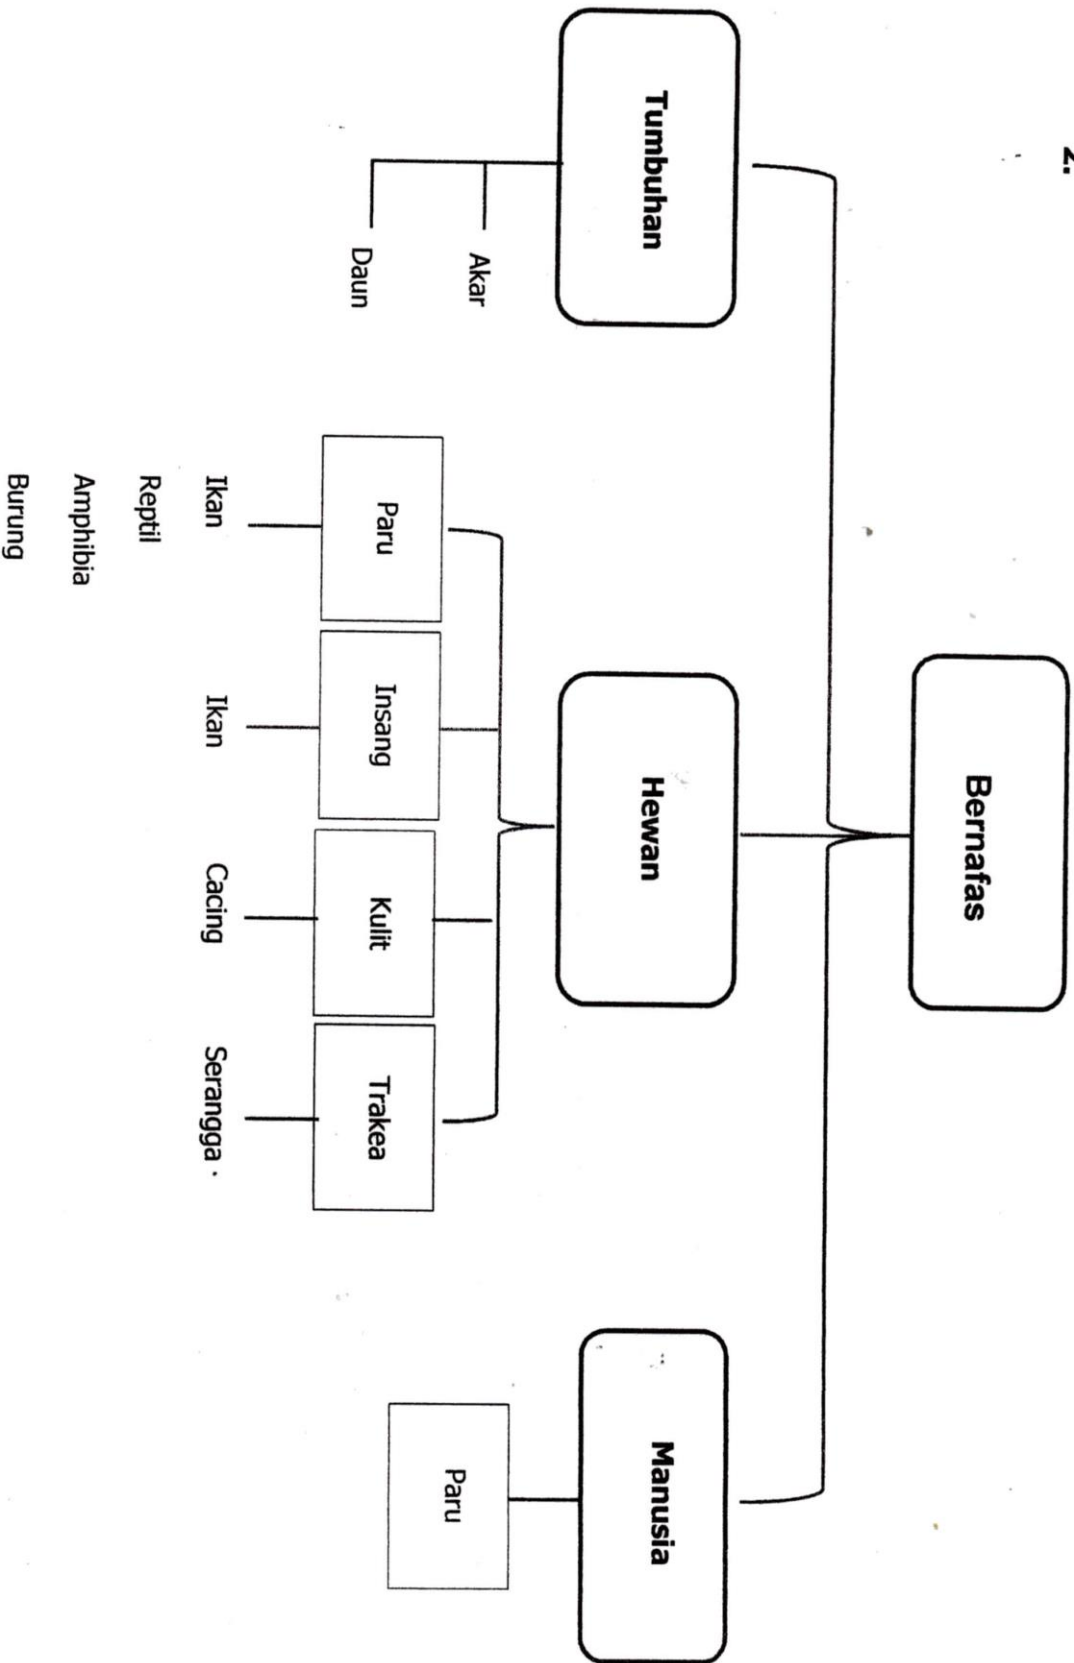 2.
Bernafas
Tumbuhan
Hewan
Manusia
Akar
Daun
Paru
Insang
Kulit
Trakea
Paru
Ikan
Ikan
Cacing
Serangga
Reptil
Amphibia
Burung